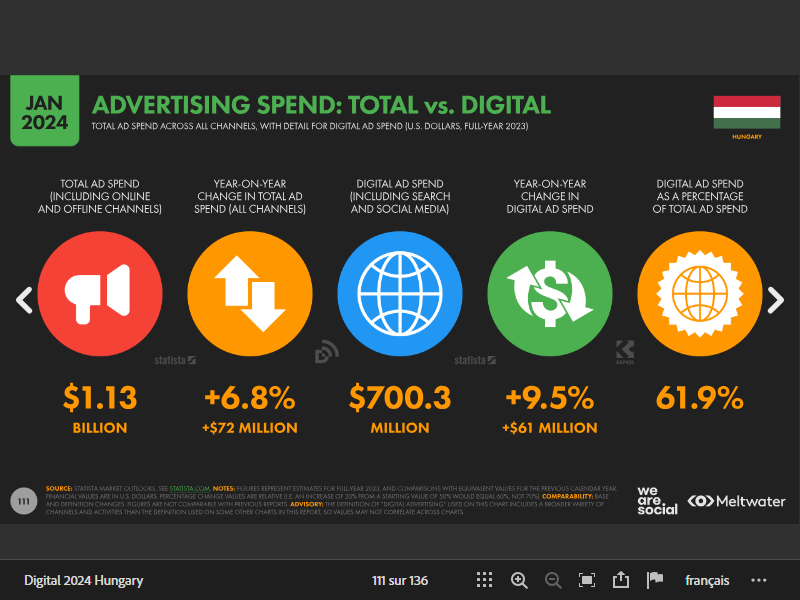 JAN
2024
ADVERTISING SPEND: TOTAL vs. DIGITAL
TOTAL AD SPEND ACROSS ALL CHANNELS, WITH DETAIL FOR DIGITAL AD SPEND (U.S. DOLLARS, FULL-YEAR 2023)
HUNGARY
TOTAL AD SPEND
(INCLUDING ONLINE
AND OFFLINE CHANNELS)
YEAR-ON-YEAR
CHANGE IN TOTAL AD
SPEND (ALL CHANNELS)
DIGITAL AD SPEND
(INCLUDING SEARCH
AND SOCIAL MEDIA)
YEAR-ON-YEAR
CHANGE IN
DIGITAL AD SPEND
DIGITAL AD SPEND
AS A PERCENTAGE
OF TOTAL AD SPEND
statista
statista
KEPIOS
$1.13
BILLION
+6.8%
+$72 MILLION
$700.3
MILLION
+9.5%
+$61 MILLION
61.9%
111
SOURCE: STATISTA MARKET OUTLOOKS. SEE STATISTA.COM. NOTES: FIGURES REPRESENT ESTIMATES FOR FULL-YEAR 2023, AND COMPARISONS WITH EQUIVALENT VALUES FOR THE PREVIOUS CALENDAR YEAR.
FINANCIAL VALUES ARE IN U.S. DOLLARS. PERCENTAGE CHANGE VALUES ARE RELATIVE (I.E. AN INCREASE OF 20% FROM A STARTING VALUE OF 50% WOULD EQUAL 60%, NOT 70%). COMPARABILITY: BASE
AND DEFINITION CHANGES. FIGURES ARE NOT COMPARABLE WITH PREVIOUS REPORTS. ADVISORY: THE DEFINITION OF "DIGITAL ADVERTISING" USED ON THIS CHART INCLUDES A BROADER VARIETY OF
CHANNELS AND ACTIVITIES THAN THE DEFINITION USED ON SOME OTHER CHARTS IN THIS REPORT, SO VALUES MAY NOT CORRELATE ACROSS CHARTS.
we
are.
social
Meltwater
Digital 2024 Hungary
111 sur 136
français